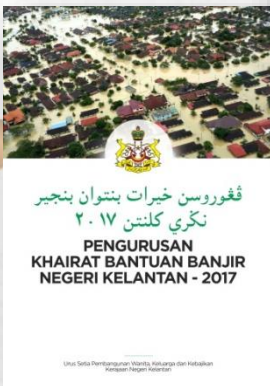 ڤڠوروسن خيرات بنتوان بنجير
نڬري كلنتن ٢٠١٧
PENGURUSAN
KHAIRAT BANTUAN BANJIR
NEGERI KELANTAN - 2017
Urus Setia Pembangunan Wanita, Keluarga dan Kebajikan
Kerajaan Negeri Kelantan